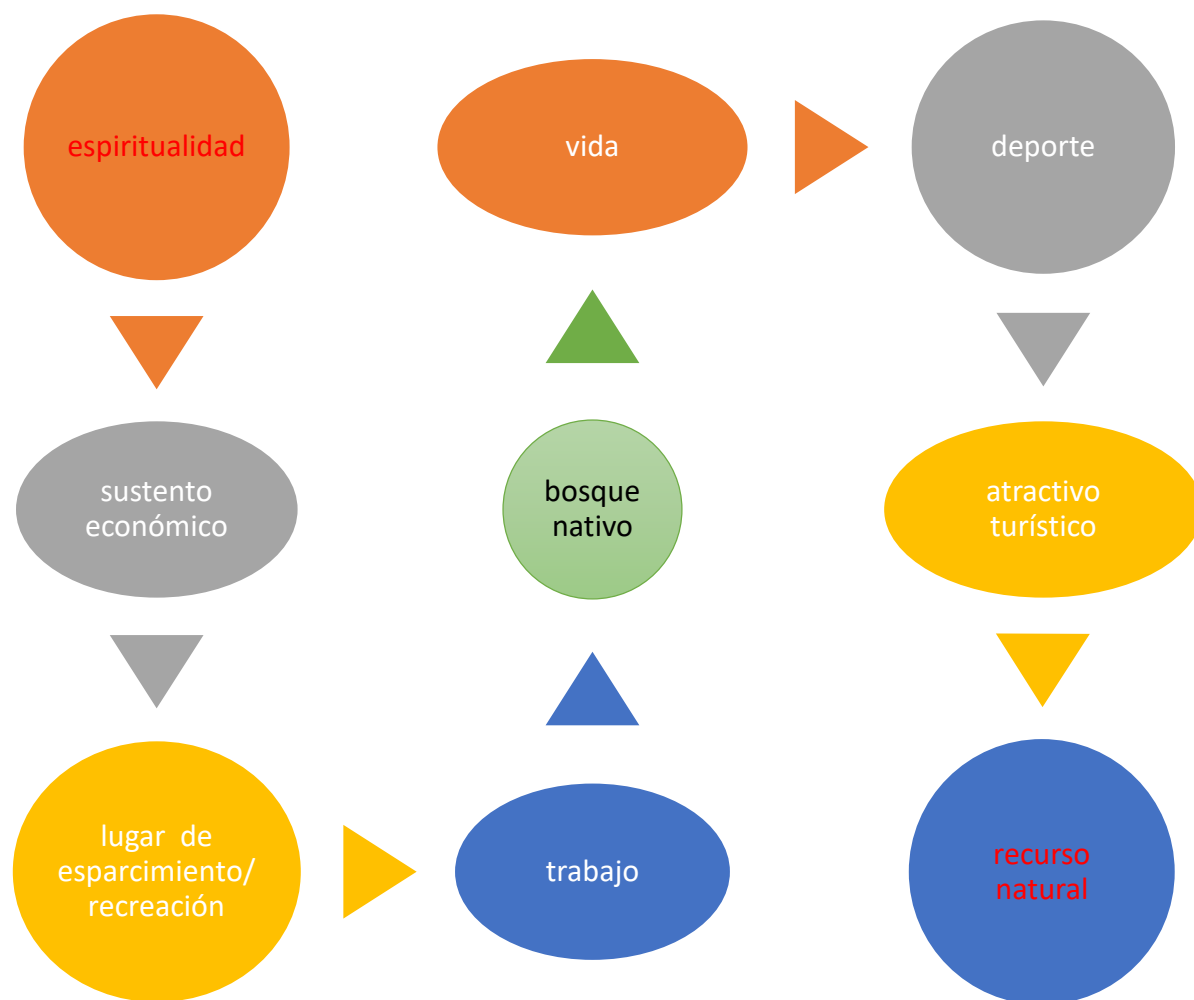 espiritualidad
sustento
económico
lugar de
esparcimiento/
recreación
trabajo
bosque
nativo
vida
deporte
atractivo
turístico
recurso
natural